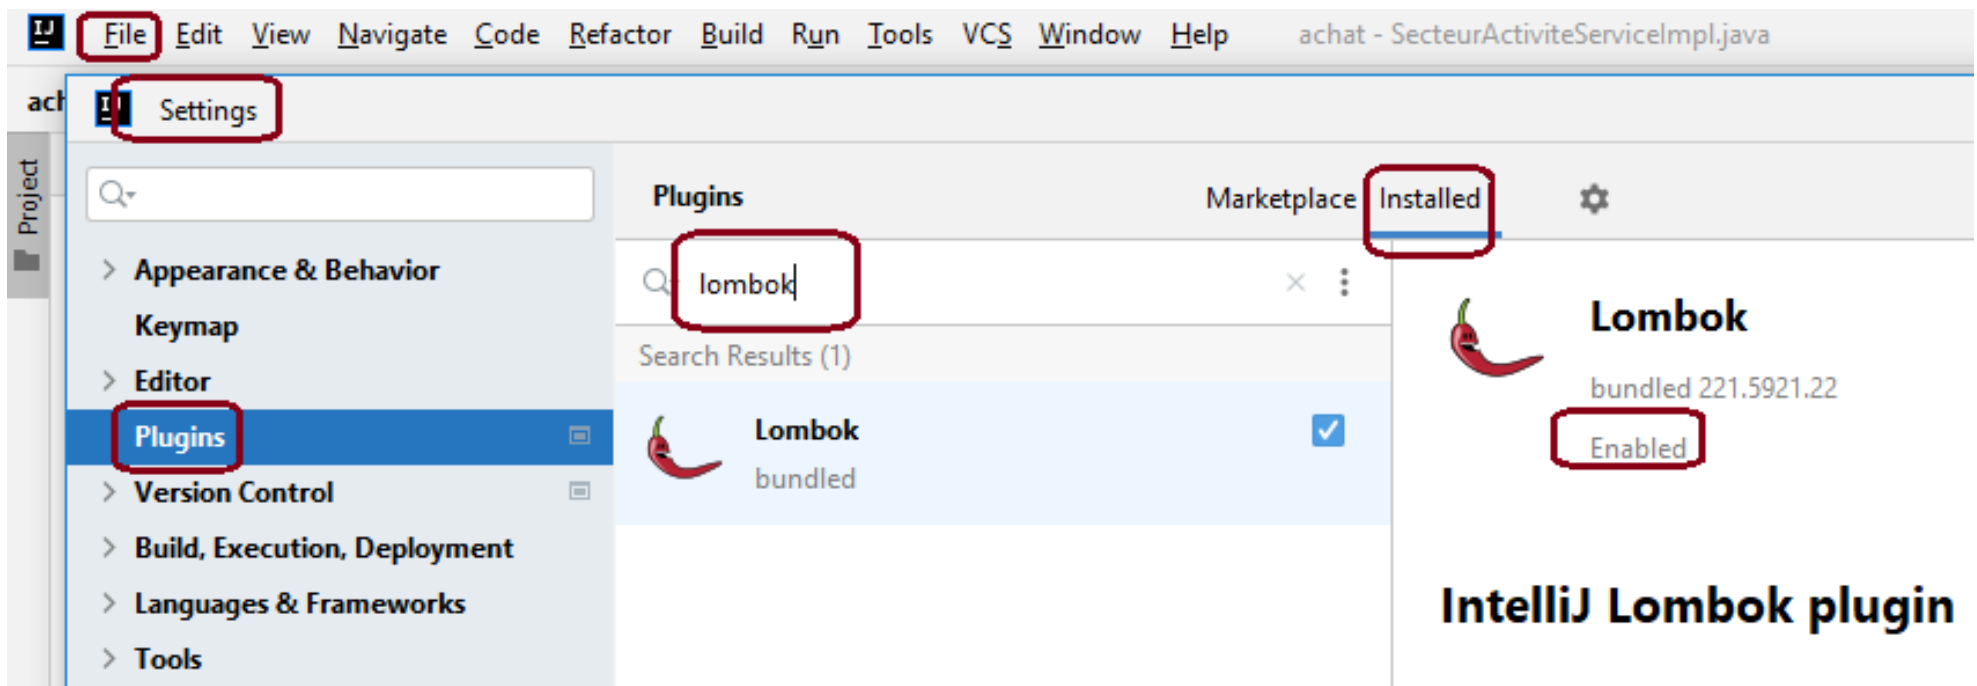 IJ File Edit View Navigate Code Refactor Build Run Tools VCS Window Help achat - SecteurActiviteServiceImpl.java
ach
Settings
Project
Plugins Marketplace Installed
Appearance & Behavior
lombok
Keymap
Search Results (1)
Editor
Plugins
Version Control
Build, Execution, Deployment
Languages & Frameworks
Tools
Lombok
bundled
Lombok
bundled 221.5921.22
Enabled
IntelliJ Lombok plugin